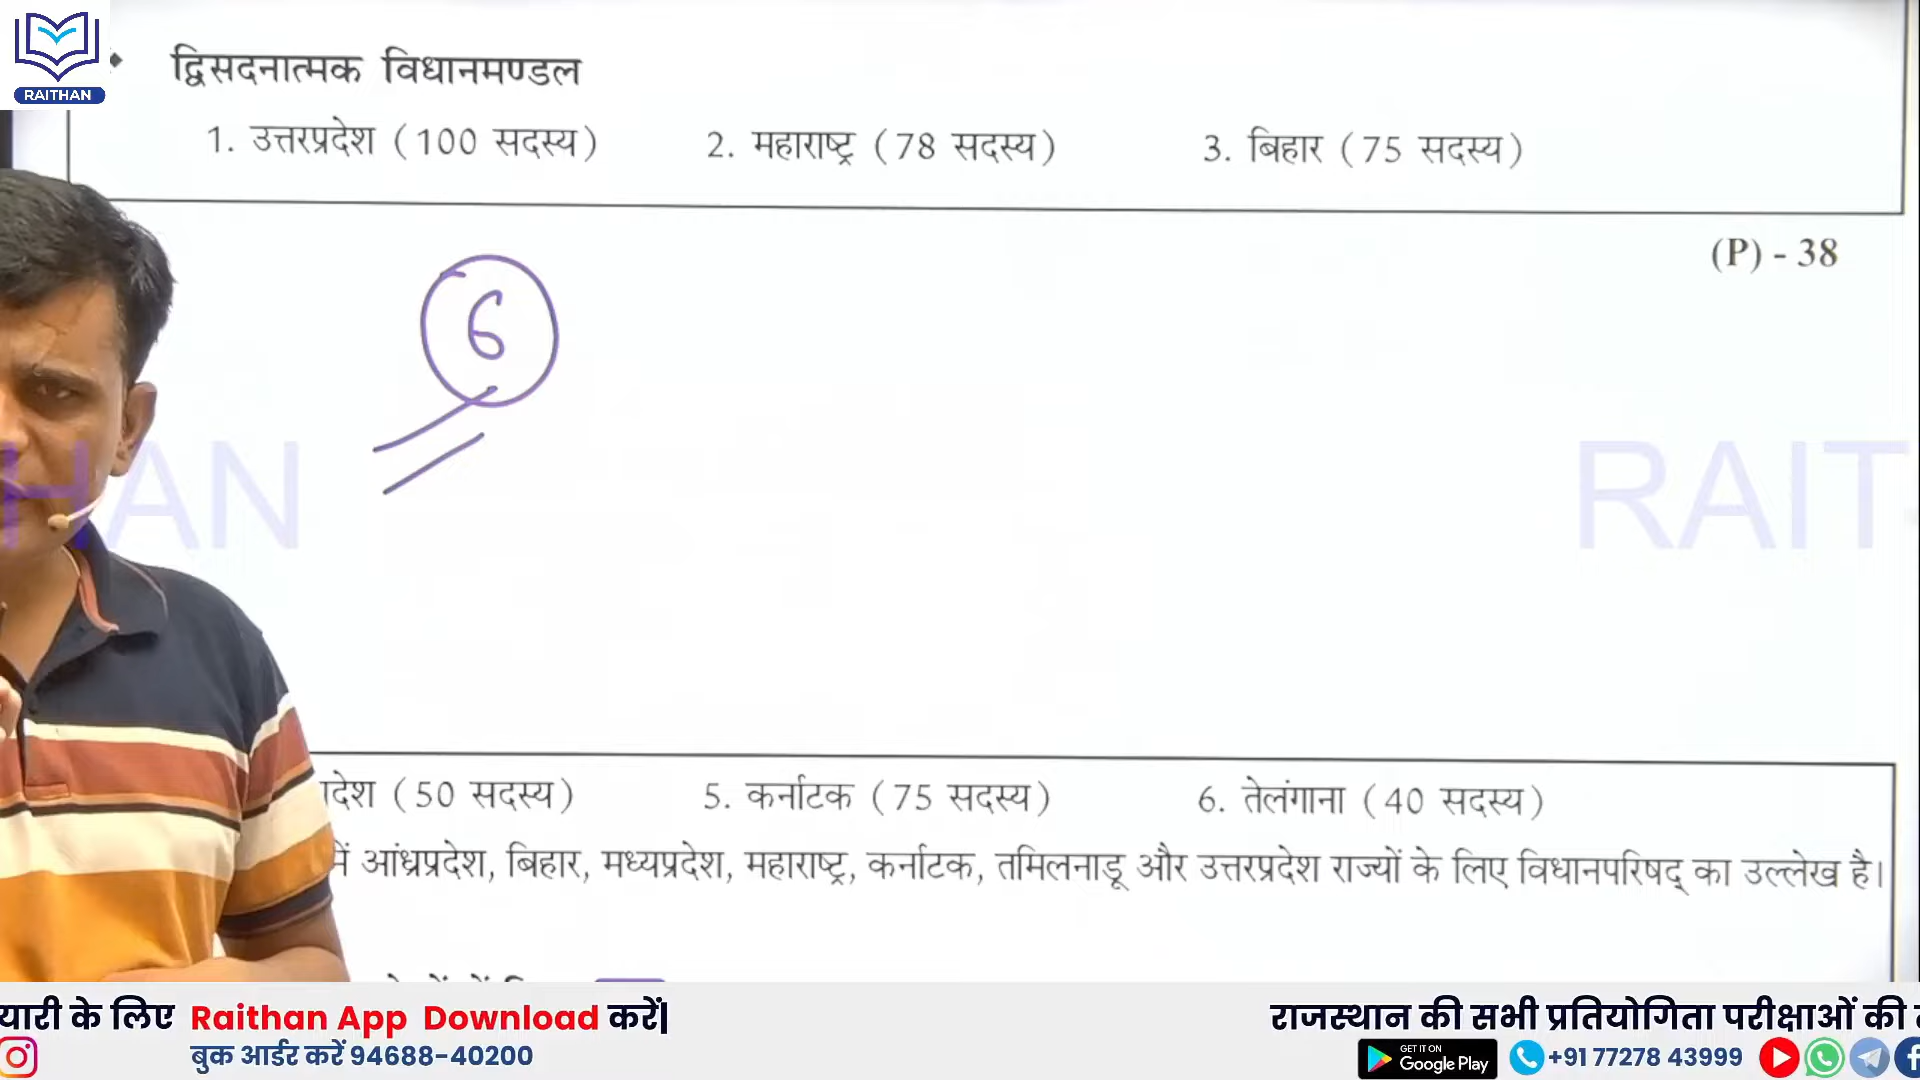 RAITHAN
द्विसदनात्मक विधानमण्डल
1. उत्तरप्रदेश (100 सदस्य) 2. महाराष्ट्र (78 सदस्य) 3. बिहार (75 सदस्य)
(P) - 38
6
HAN RAIT
(50 सदस्य) 5. कर्नाटक (75 सदस्य) 6. तेलंगाना (40 सदस्य)
में आंध्रप्रदेश, बिहार, मध्यप्रदेश, महाराष्ट्र, कर्नाटक, तमिलनाडू और उत्तरप्रदेश राज्यों के लिए विधानपरिषद् का उल्लेख है।
के लिए Raithan App Download करें|
राजस्थान की सभी प्रतियोगिता परीक्षाओं की
बुक आर्डर करें 94688-40200
GET IT ON
Google Play
+91 77278 43999